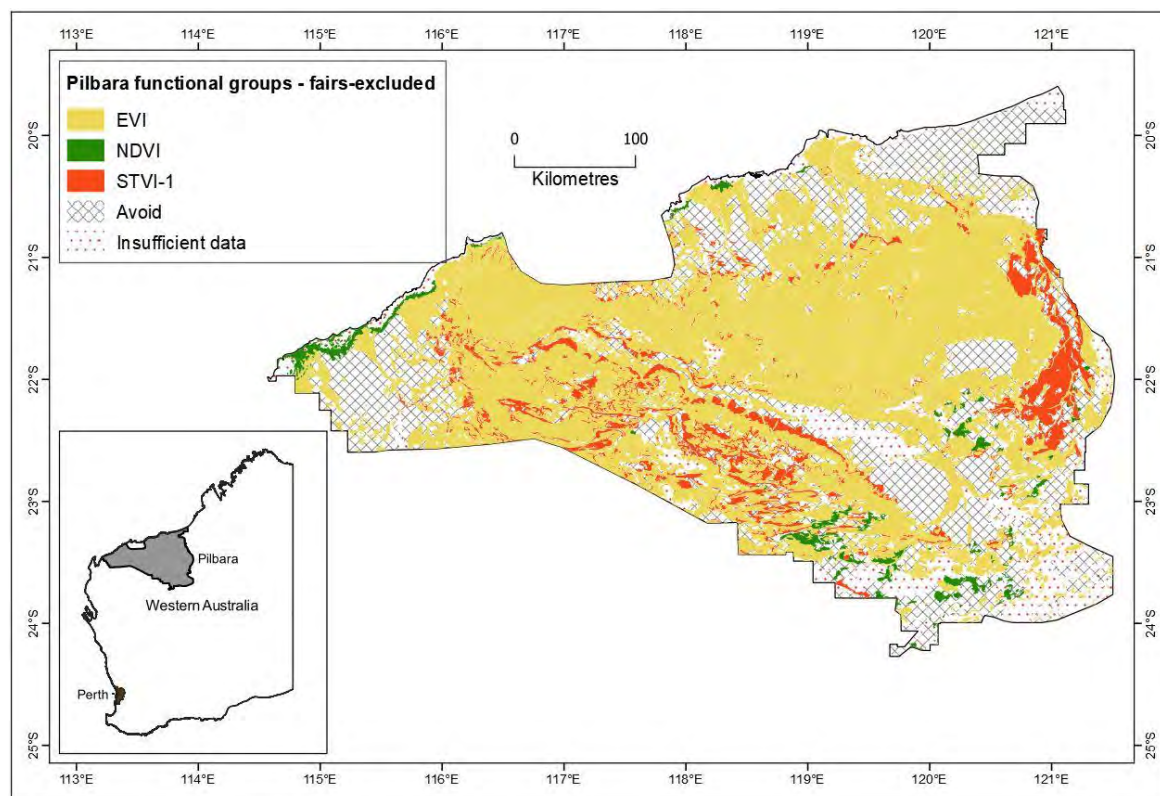 113°E 114°E 115°E 116°E 117°E 118°E 119°E 120°E 121°E
Pilbara functional groups - fairs-excluded
EVI
NDVI
STVI-1
Avoid
Insufficient data
0 100
Kilometres
20°S 20°S
21°S 21°S
22°S 22°S
23°S 23°S
24°S 24°S
25°S 25°S
Pilbara
Western Australia
Perth
113°E 114°E 115°E 116°E 117°E 118°E 119°E 120°E 121°E